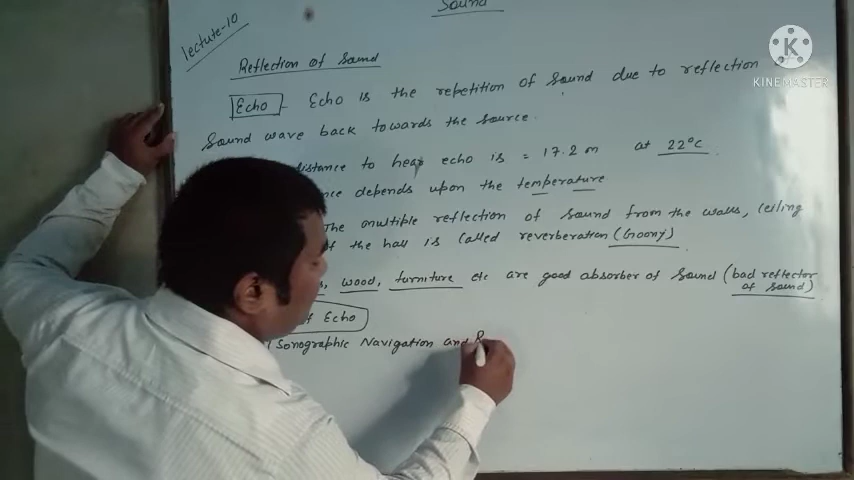 Sound
lecture-10
KINEMASTER
Reflection of Sound
Echo - Echo is the repetition of Sound due to reflection
Sound wave back towards the source.
distance to hear echo is = 17.2 m at 22°C
depends upon the temperature
The multiple reflection of Sound from the walls, Ceiling
of the hall is Called reverberation (Goonj)
wood, furniture etc are good absorber of Sound (bad reflector
of Sound)
of Echo
Sonographic Navigation and R